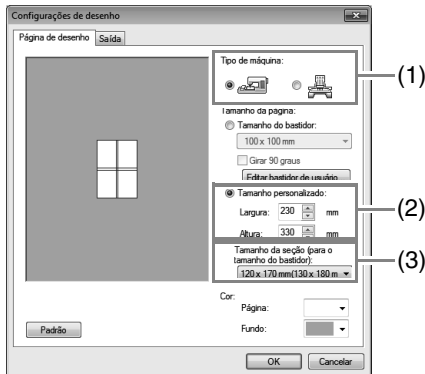 Configurações de desenho
Página de desenho
Saída
Tipo de máquina:
(1)
Tamanho da página:
Tamanho do bastidor:
100 x 100 mm
Girar 90 graus
Editar bastidor de usuário...
Tamanho personalizado:
Largura: 230 mm
(2)
Altura: 330 mm
Tamanho da seção (para o
tamanho do bastidor):
(3)
120 x 170 mm(130 x 180 m
Cor:
Página:
Padrão
Fundo:
OK
Cancelar